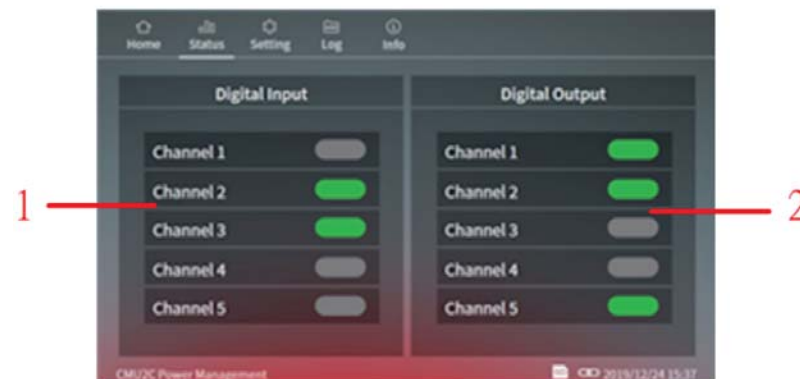 Home Status Setting Log Info
Digital Input Digital Output
Channel 1 Channel 1
1 Channel 2 Channel 2 2
Channel 3 Channel 3
Channel 4 Channel 4
Channel 5 Channel 5
CMU2C Power Management 2019/12/24 15:37